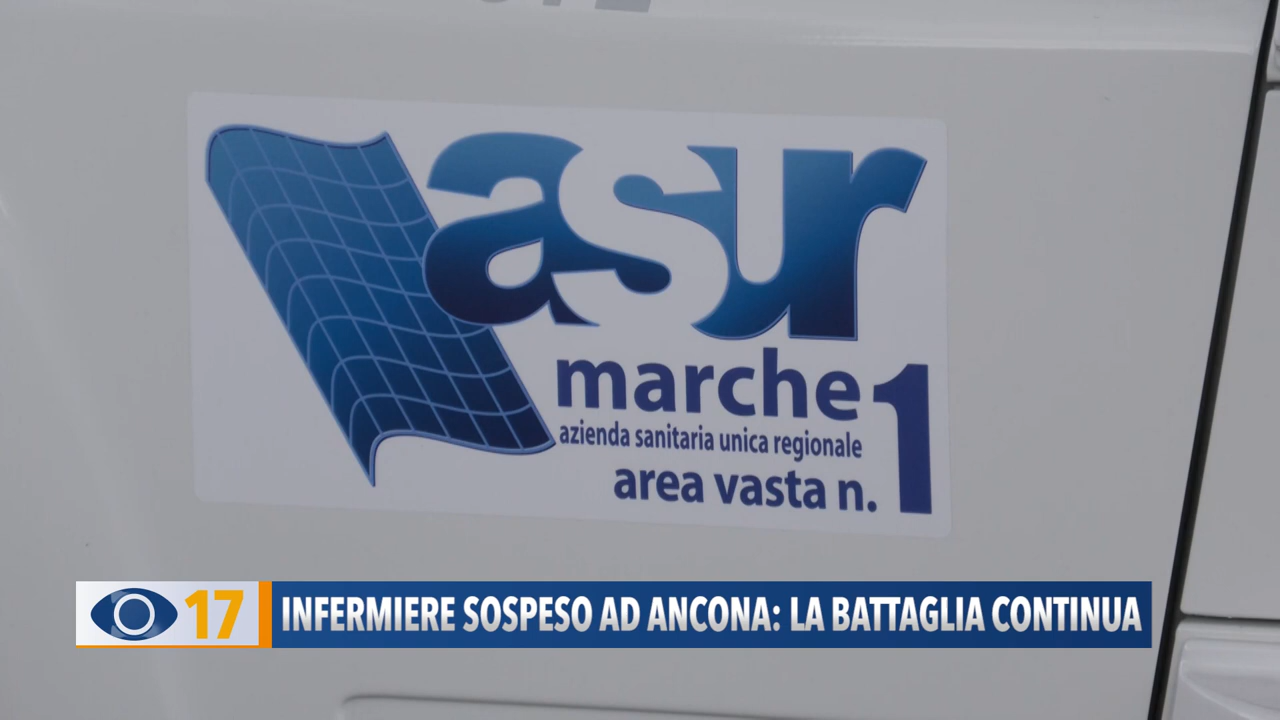 asur
marche 1
azienda sanitaria unica regionale
area vasta n.
17 INFERMIERE SOSPESO AD ANCONA: LA BATTAGLIA CONTINUA